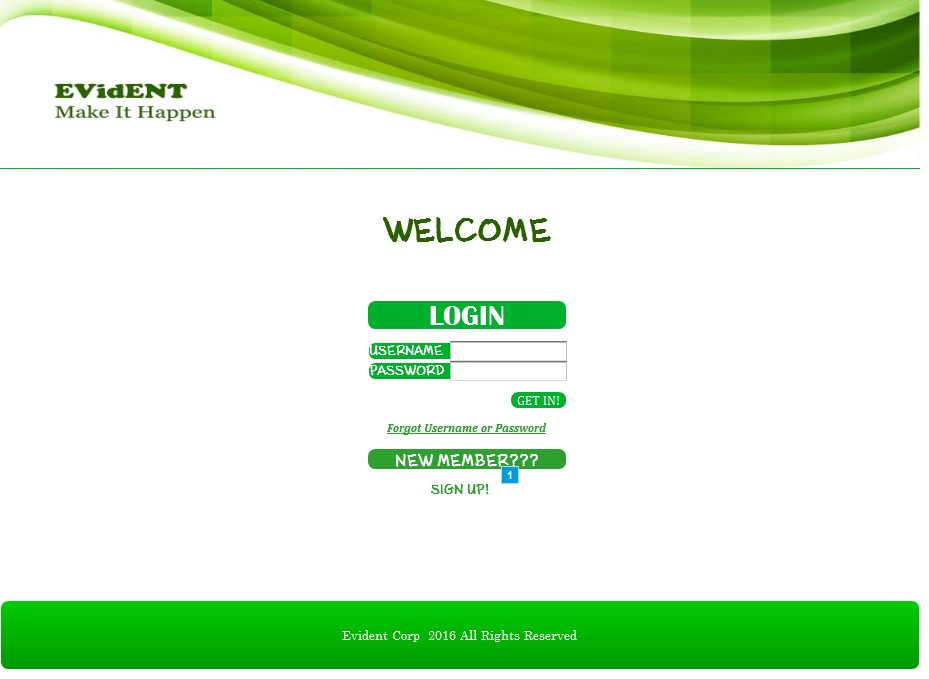 EVidENT
Make It Happen
WELCOME
LOGIN
USERNAME
PASSWORD
GET IN!
Forgot Username or Password
NEW MEMBER???
1
SIGN UP!
Evident Corp 2016 All Rights Reserved